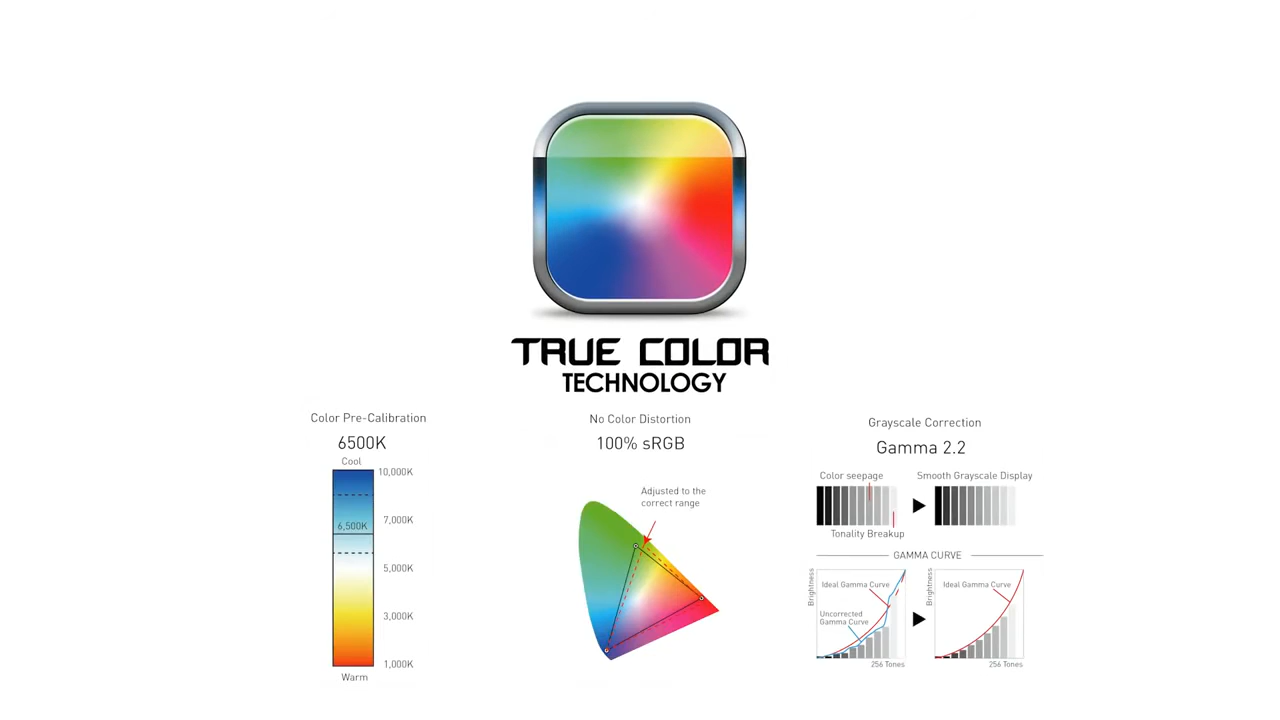 TRUE COLOR
TECHNOLOGY
Color Pre-Calibration
6500K
Cool
10,000K
7,000K
6,500K
5,000K
3,000K
1,000K
Warm
No Color Distortion
100% sRGB
Adjusted to the
correct range
Grayscale Correction
Gamma 2.2
Color seepage
Smooth Grayscale Display
Tonality Breakup
GAMMA CURVE
Brightness
Ideal Gamma Curve
Uncorrected
Gamma Curve
256 Tones
Brightness
Ideal Gamma Curve
256 Tones